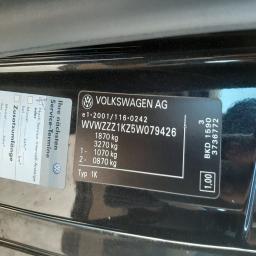 VOLKSWAGEN AG
e1-2001/116-0242
WVWZZZ1KZ5W079426
1870 kg
3270 kg
1- 1070 kg
2- 0870 kg
Typ 1K
3
BKD 1590
3736772
1,00
Ihre nächsten
Service-Termine
Zusatzumfänge